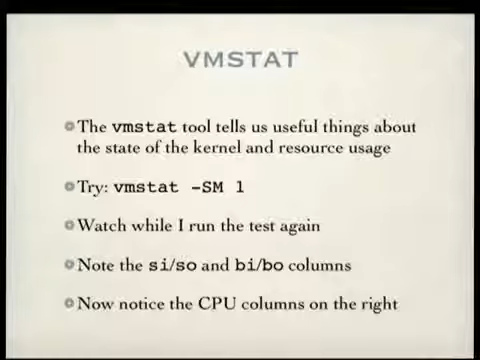 VMSTAT
The vmstat tool tells us useful things about
the state of the kernel and resource usage
Try: vmstat -SM 1
Watch while I run the test again
Note the si/so and bi/bo columns
Now notice the CPU columns on the right